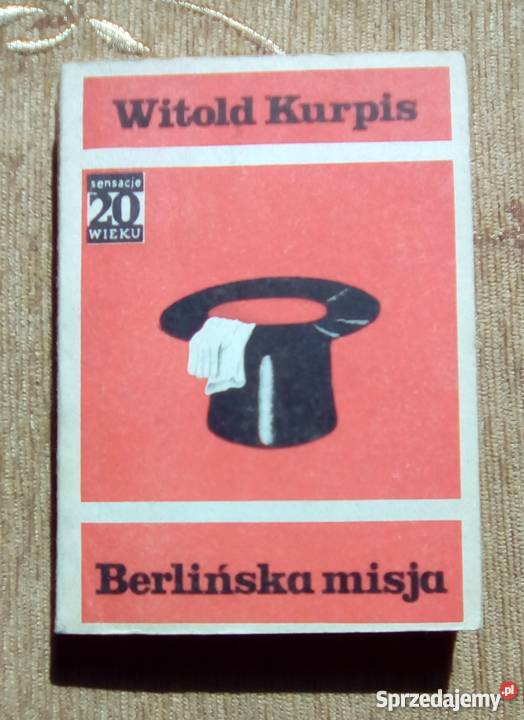 Witold Kurpis
sensacje
20
WIEKU
Berlińska misja
Sprzedajemy.pl